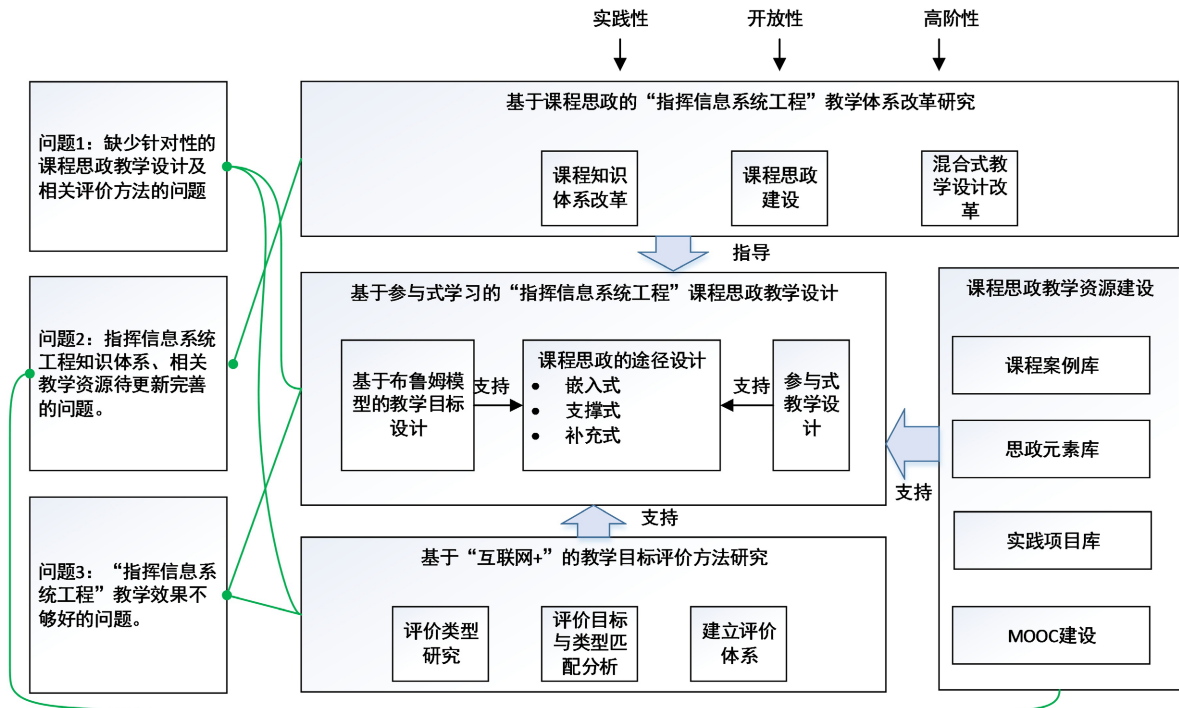 实践性
开放性
高阶性
基于课程思政的“指挥信息系统工程”教学体系改革研究
课程知识
体系改革
课程思政
建设
混合式教
学设计改
革
指导
问题1：缺少针对性的
课程思政教学设计及
相关评价方法的问题
问题2：指挥信息系统
工程知识体系、相关
教学资源待更新完善
的问题。
问题3：“指挥信息系
统工程”教学效果不
够好的问题。
基于参与式学习的“指挥信息系统工程”课程思政教学设计
基于布鲁姆模
型的教学目标
设计
支持
课程思政的途径设计
• 嵌入式
• 支撑式
• 补充式
支持
参与式
教学设
计
支持
基于“互联网+”的教学目标评价方法研究
评价类型
研究
评价目标
与类型匹
配分析
建立评价
体系
支持
课程思政教学资源建设
课程案例库
思政元素库
实践项目库
MOOC建设